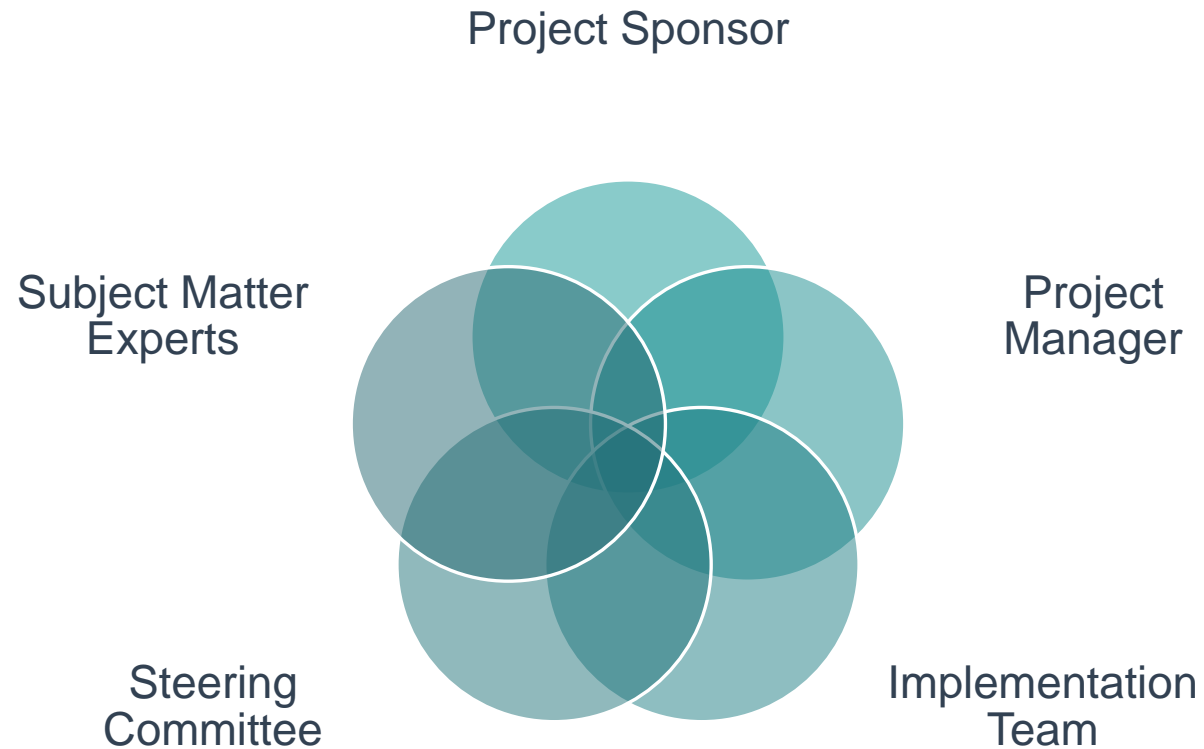 Project Sponsor
Subject Matter
Experts
Project
Manager
Steering
Committee
Implementation
Team